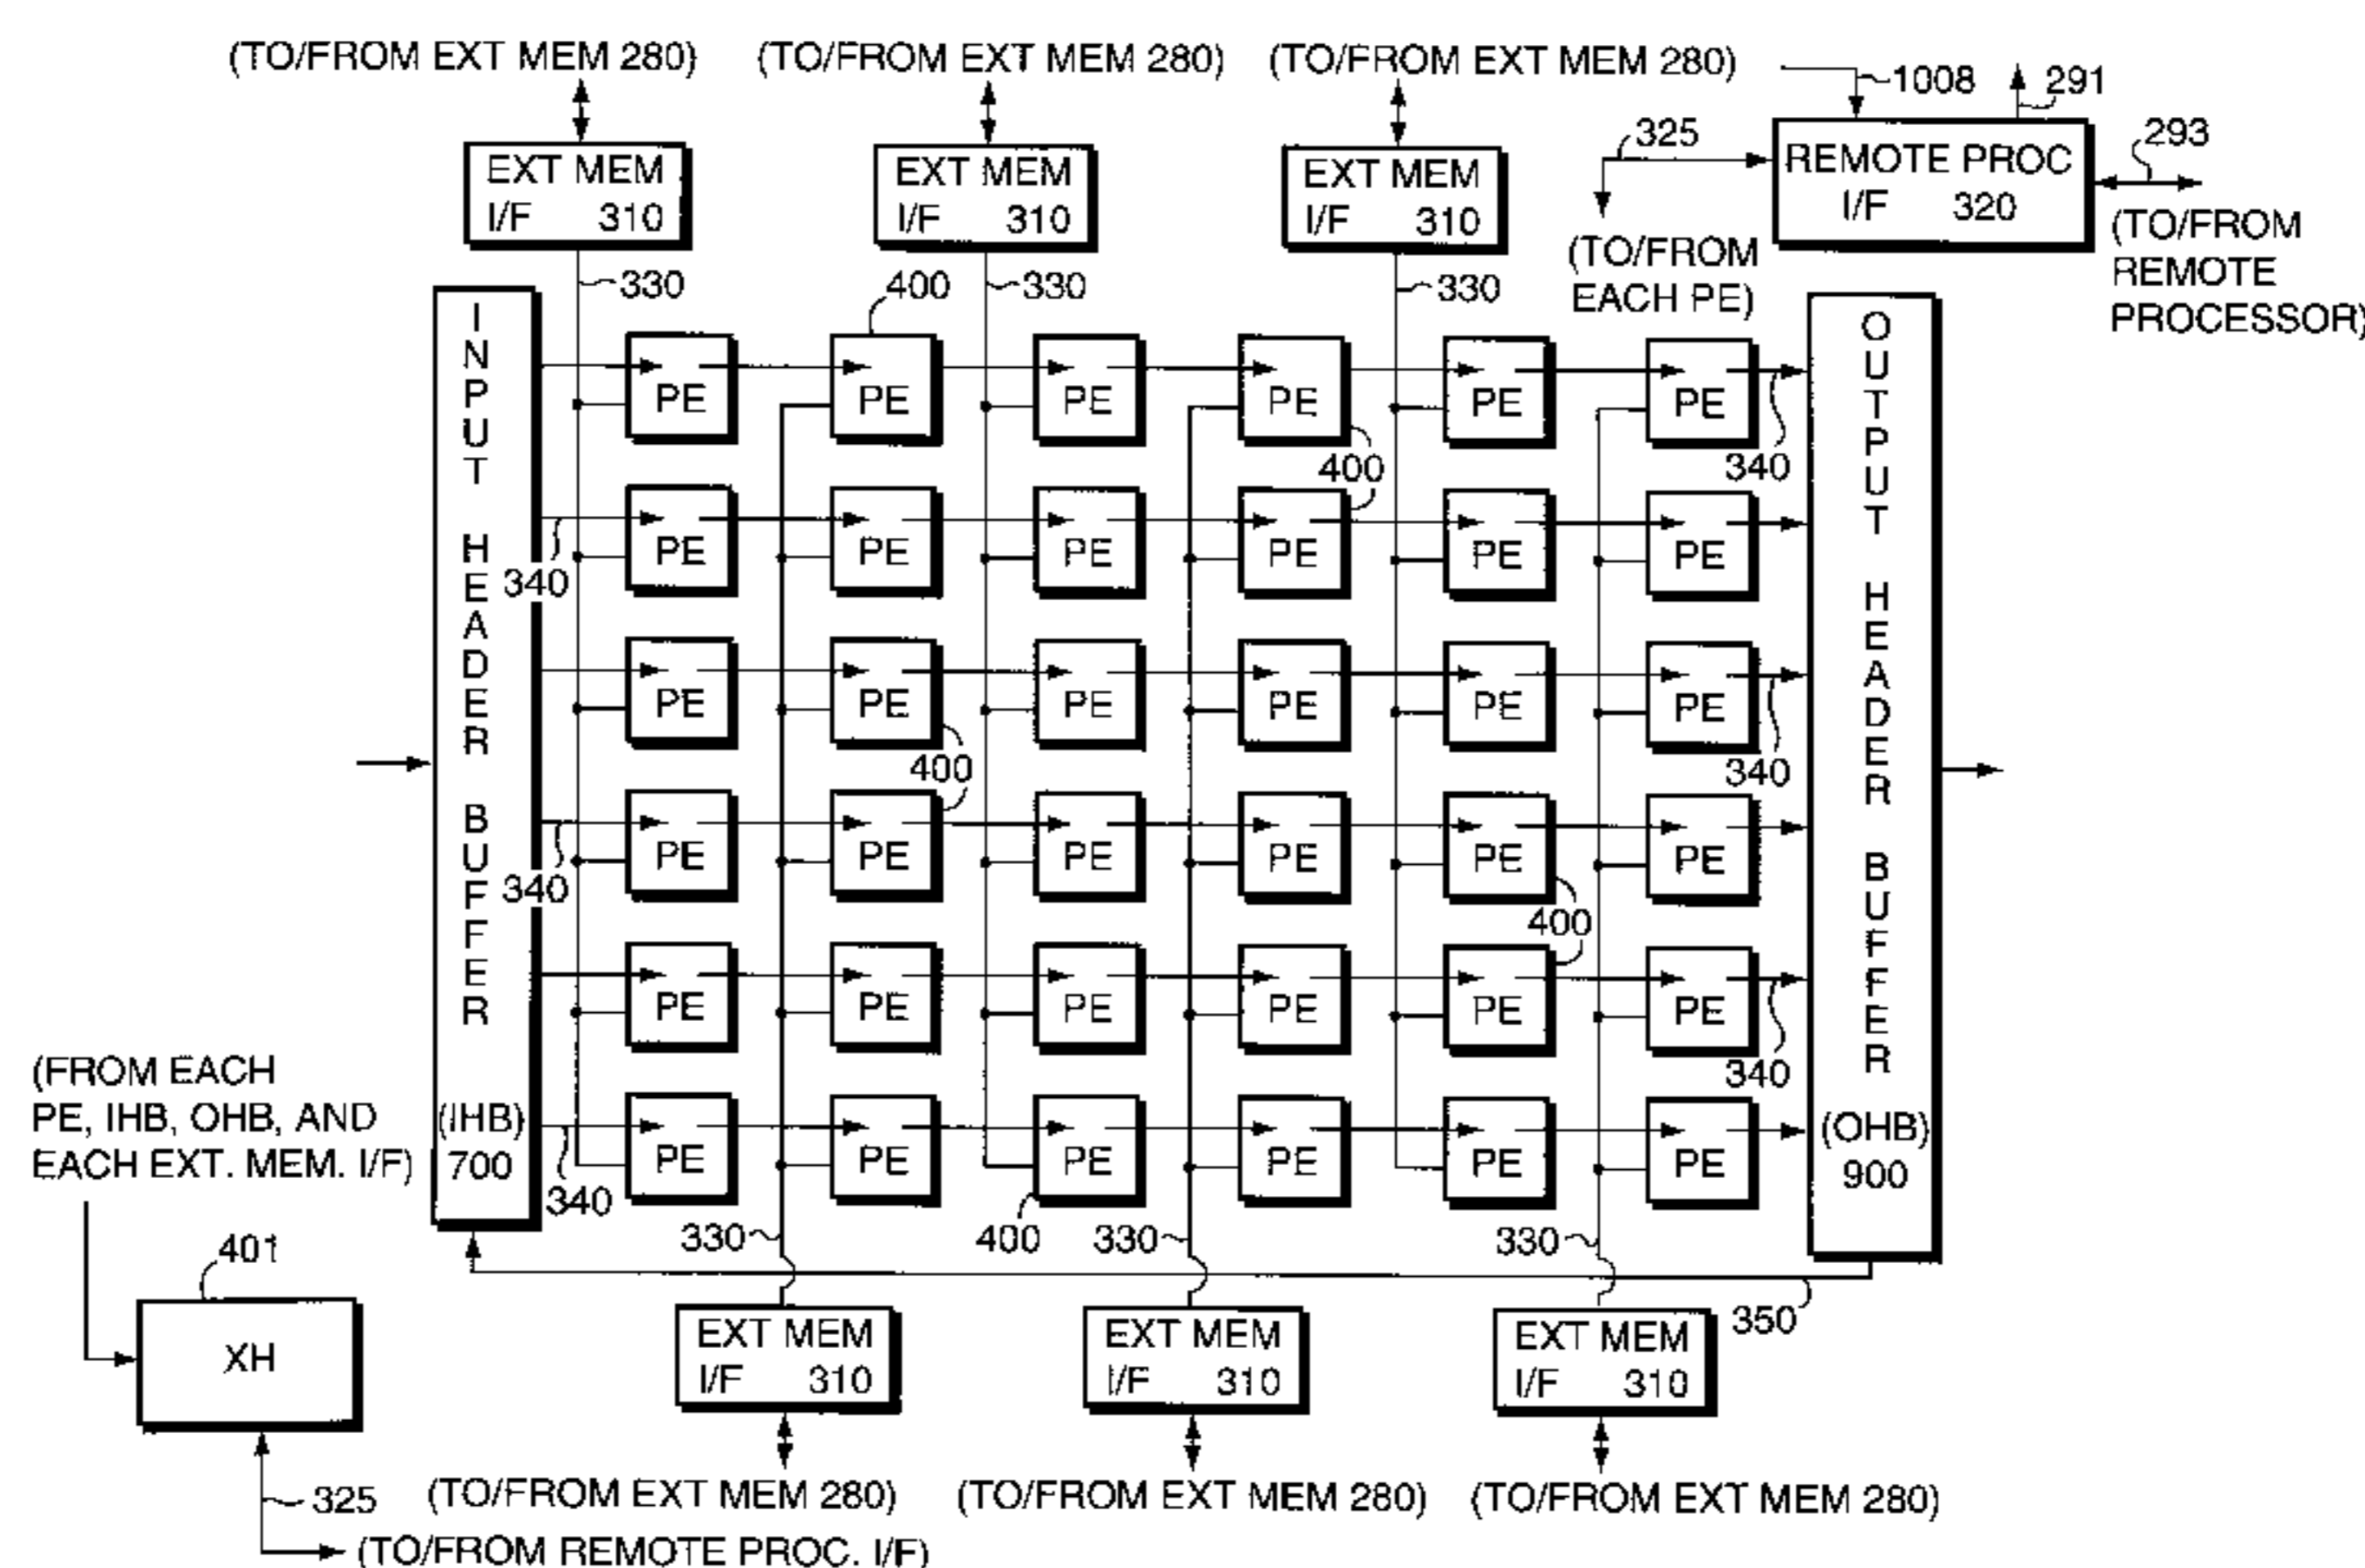 (TO/FROM EXT MEM 280) (TO/FROM EXT MEM 280) (TO/FROM EXT MEM 280)
1008 291
EXT MEM
I/F 310
EXT MEM
I/F 310
EXT MEM
I/F 310
325
REMOTE PROC
I/F 320
293
(TO/FROM
REMOTE
PROCESSOR)
(TO/FROM
EACH PE)
330 400 330 330
INPUT HEADER BUFFER
(IHB)
700
PE PE PE PE PE PE
400 340
PE PE PE PE PE PE
340
PE PE PE PE PE PE
400 340
PE PE PE PE PE PE
340 400
PE PE PE PE PE PE
340
PE PE PE PE PE PE
340
OUTPUT HEADER BUFFER
(OHB)
900
(FROM EACH
PE, IHB, OHB, AND
EACH EXT. MEM. I/F)
330 400 330 330
401
XH
350
EXT MEM
I/F 310
EXT MEM
I/F 310
EXT MEM
I/F 310
325
(TO/FROM EXT MEM 280) (TO/FROM EXT MEM 280) (TO/FROM EXT MEM 280)
(TO/FROM REMOTE PROC. I/F)